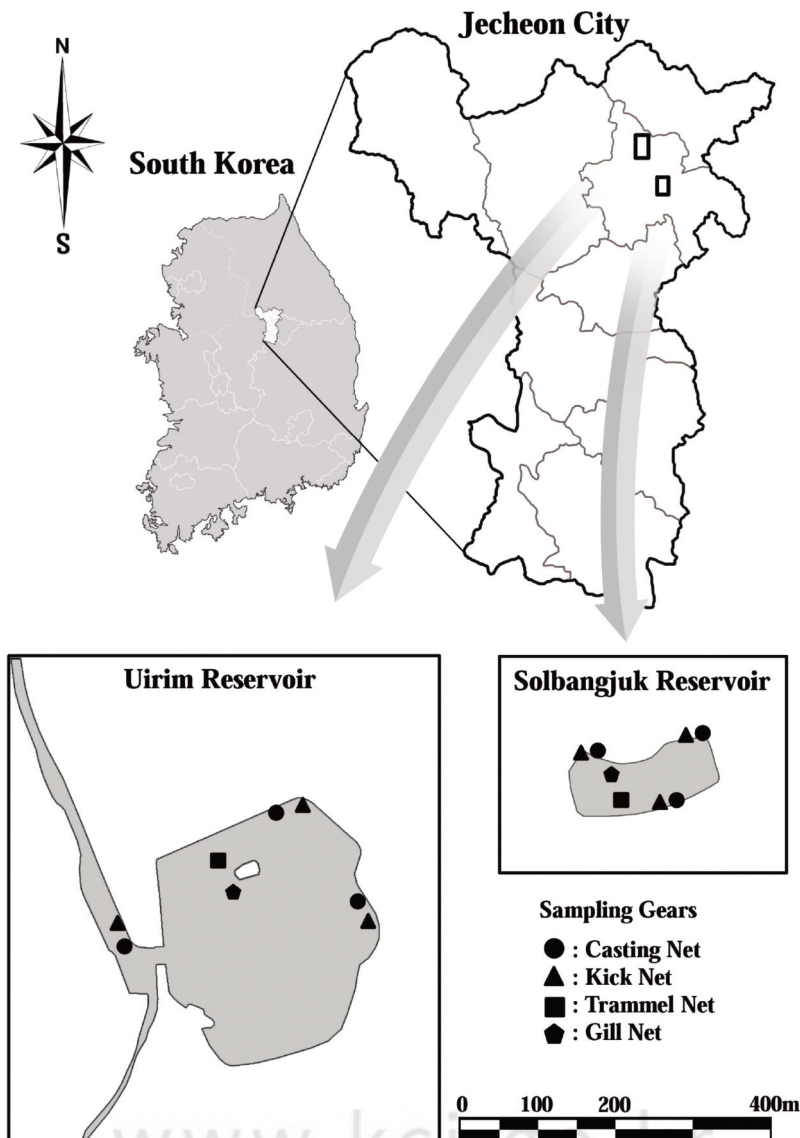 Jecheon City
N
South Korea
S
Uirim Reservoir
Solbangjuk Reservoir
Sampling Gears
: Casting Net
: Kick Net
: Trammel Net
: Gill Net
0 100 200 400m